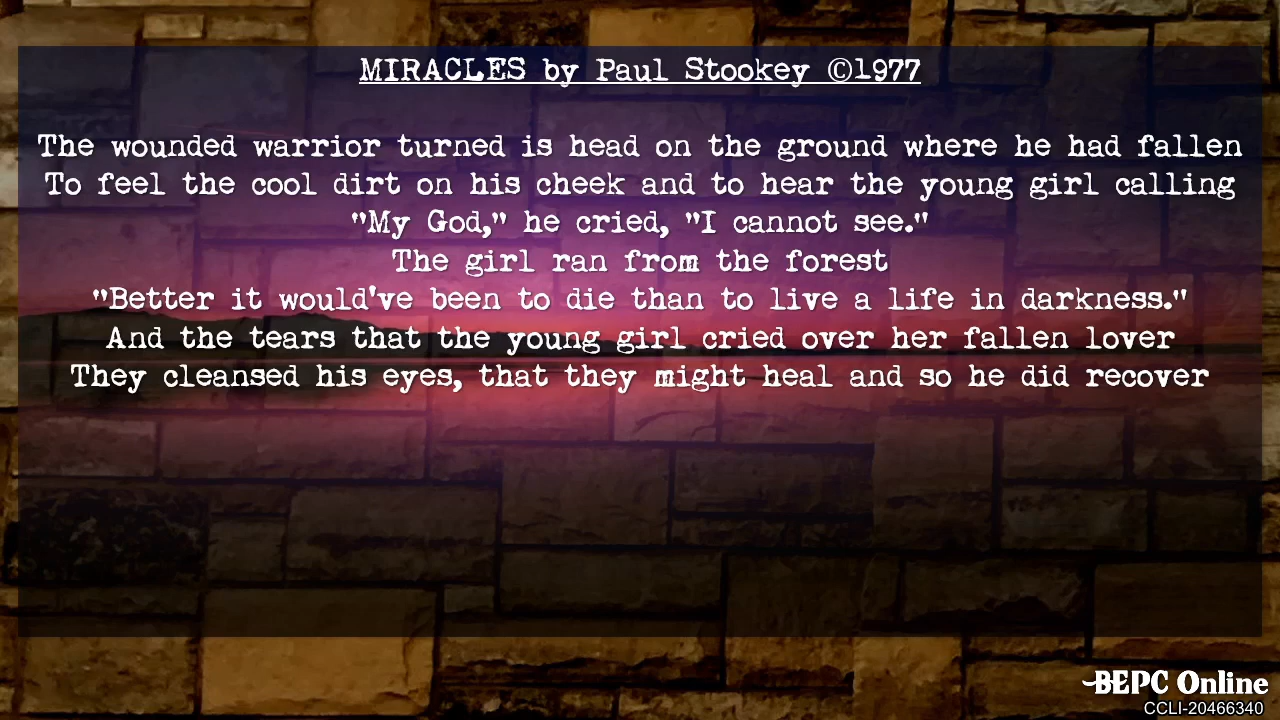 MIRACLES by Paul Stookey ©1977
The wounded warrior turned is head on the ground where he had fallen
To feel the cool dirt on his cheek and to hear the young girl calling
"My God," he cried, "I cannot see."
The girl ran from the forest
"Better it would've been to die than to live a life in darkness."
And the tears that the young girl cried over her fallen lover
They cleansed his eyes, that they might heal and so he did recover
BEPC Online
CCLI-20466340